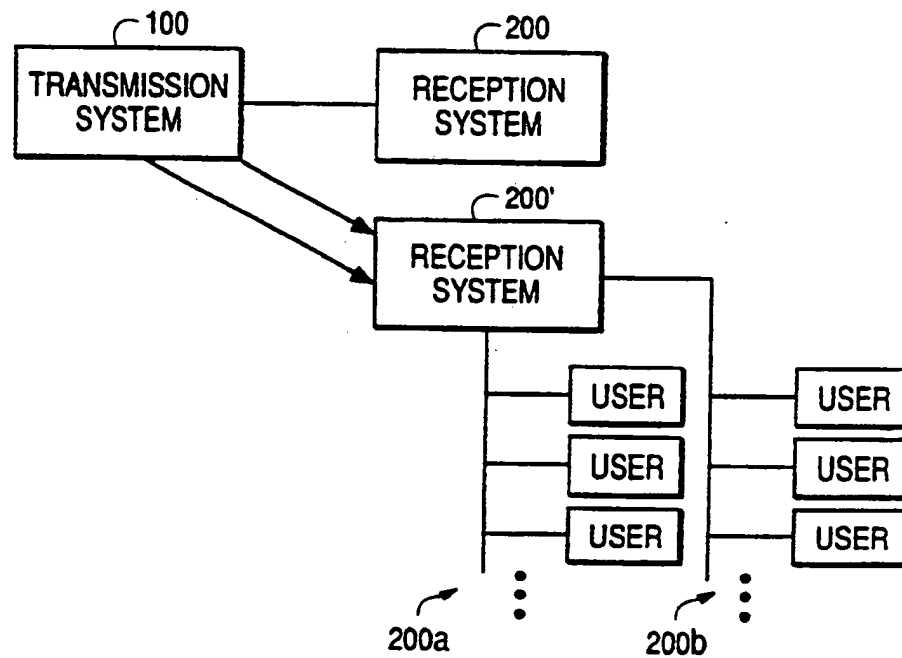 100
TRANSMISSION
SYSTEM
200
RECEPTION
SYSTEM
200'
RECEPTION
SYSTEM
USER
USER
USER
USER
USER
USER
200a
200b